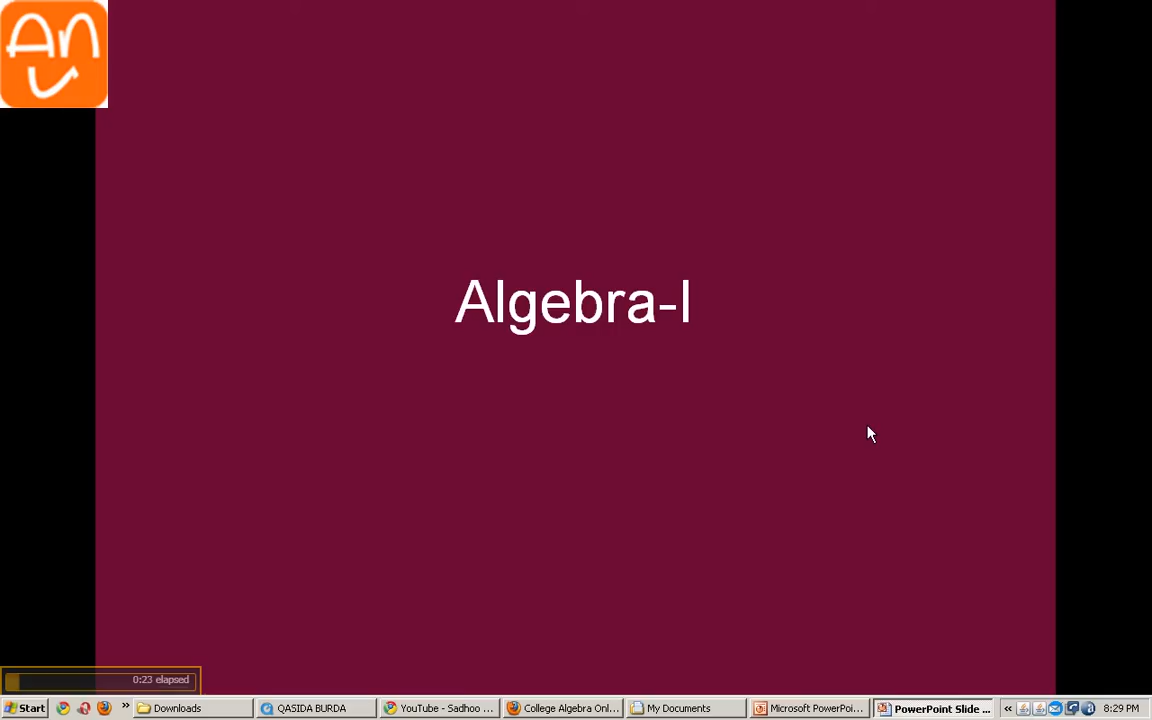 Anu
Algebra-I
0:23 elapsed
Start
Downloads
QASIDA BURDA
YouTube - Sadhoo ...
College Algebra Onl...
My Documents
Microsoft PowerPoi...
PowerPoint Slide ...
8:29 PM